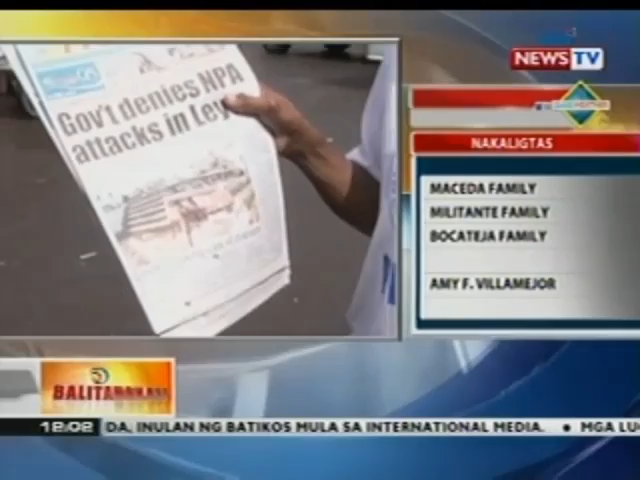 NEWS TV
Gov't denies NPA
attacks in Ley
NAKALIGTAS
MACEDA FAMILY
MILITANTE FAMILY
BOCATEJA FAMILY
AMY F. VILLAMEJOR
18:02 DA, INULAN NG BATIKOS MULA SA INTERNATIONAL MEDIA. ● MGA LUG